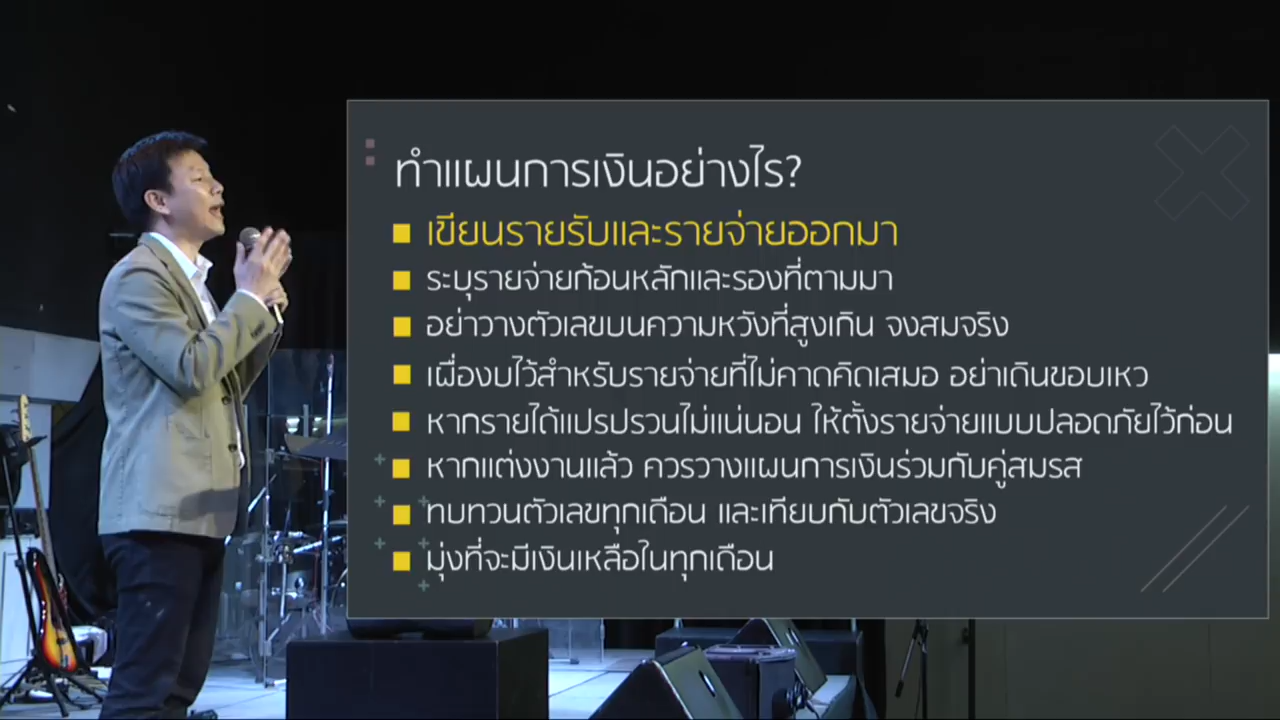 ทำแผนการเงินอย่างไร?
เขียนรายรับและรายจ่ายออกมา
ระบุรายจ่ายก้อนหลักและรองที่ตามมา
อย่าวางตัวเลขบนความหวังที่สูงเกิน จงสมจริง
เผื่องบไว้สำหรับรายจ่ายที่ไม่คาดคิดเสมอ อย่าเดินขอบเหว
หากรายได้แปรปรวนไม่แน่นอน ให้ตั้งรายจ่ายแบบปลอดภัยไว้ก่อน
หากแต่งงานแล้ว ควรวางแผนการเงินร่วมกับคู่สมรส
ทบทวนตัวเลขทุกเดือน และเทียบกับตัวเลขจริง
มุ่งที่จะมีเงินเหลือในทุกเดือน